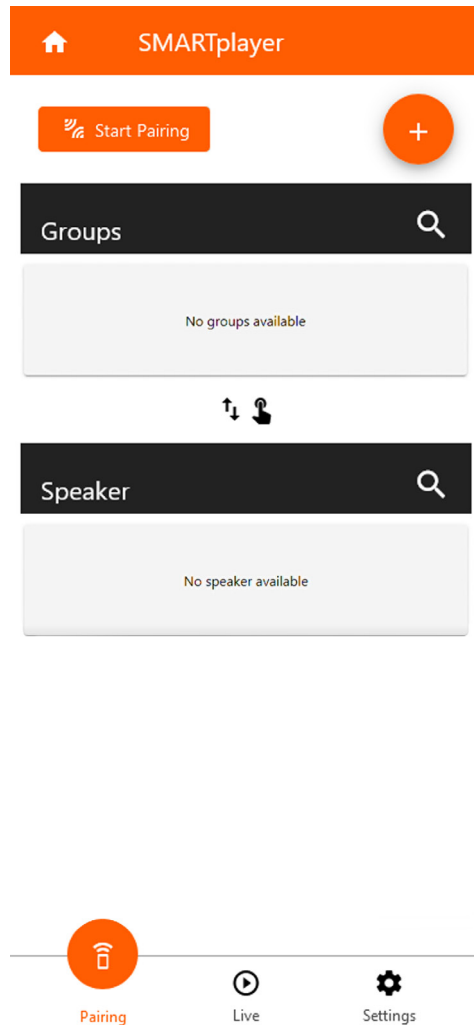 SMARTplayer
Start Pairing
+
Groups
No groups available
Speaker
No speaker available
Pairing
Live
Settings